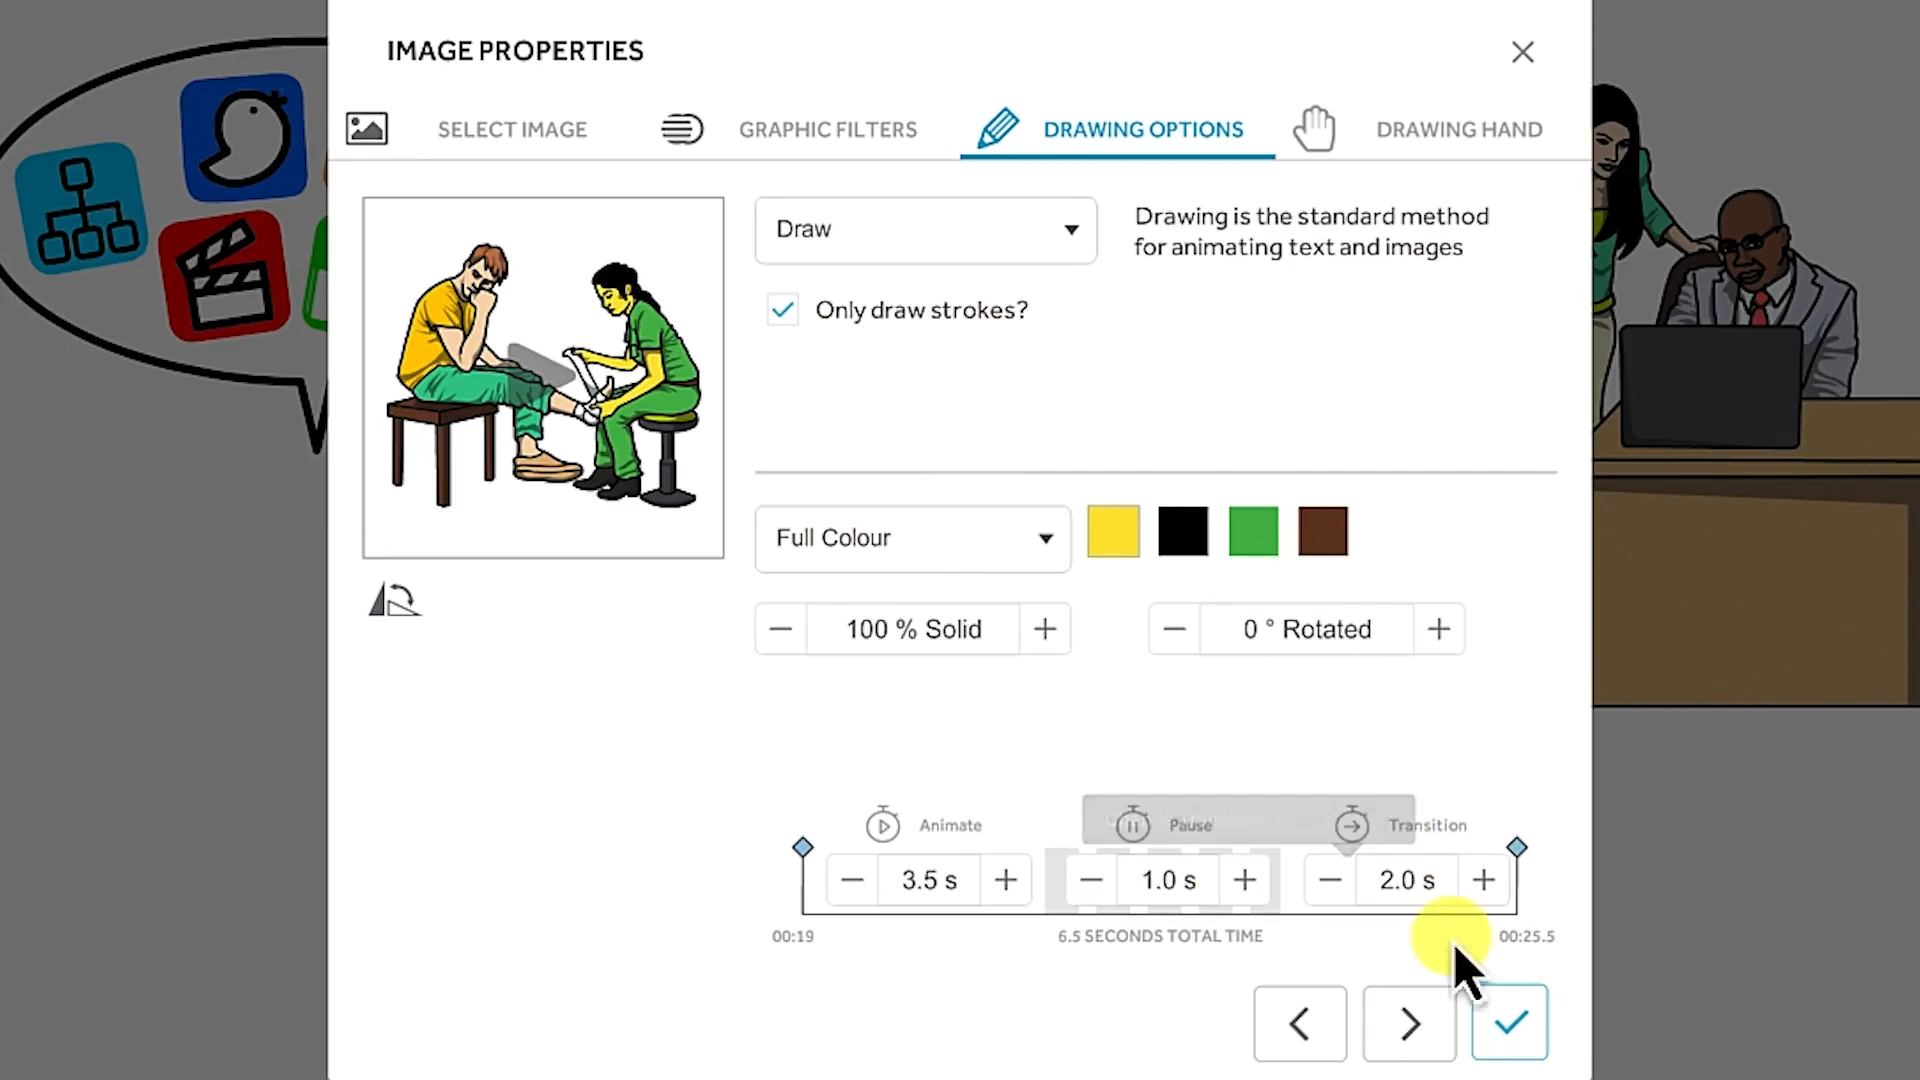 IMAGE PROPERTIES
SELECT IMAGE
GRAPHIC FILTERS
DRAWING OPTIONS
DRAWING HAND
Draw
Drawing is the standard method
for animating text and images
Only draw strokes?
Full Colour
100 % Solid
0 ° Rotated
Animate
Pause
Transition
3.5 s
1.0 s
2.0 s
00:19
6.5 SECONDS TOTAL TIME
00:25.5